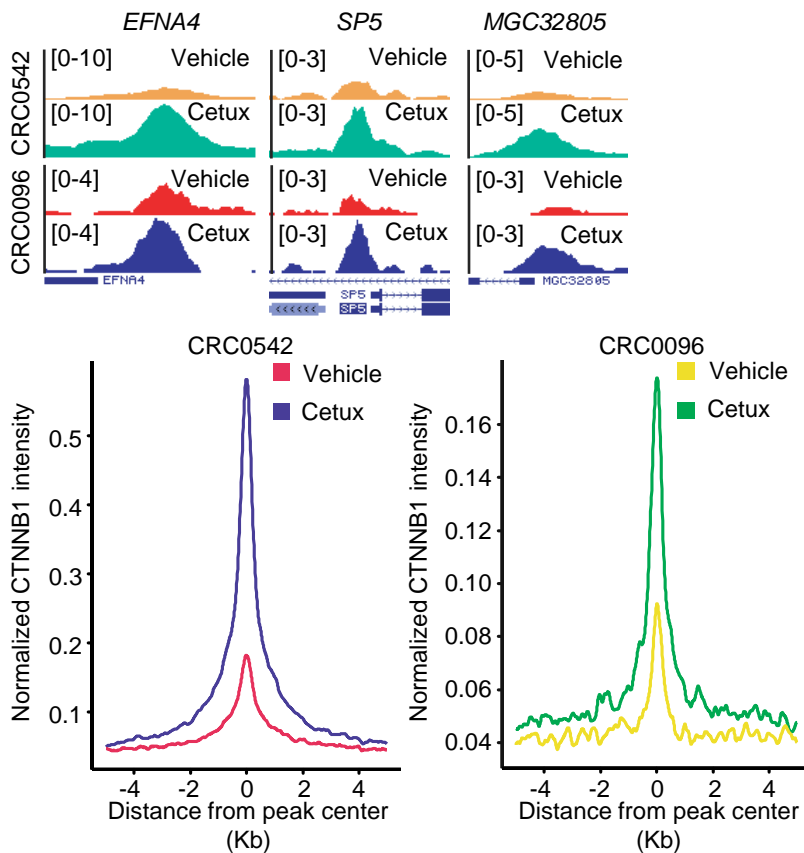 EFNA4 SP5 MGC32805
CRC0542
[0-10] Vehicle [0-3] Vehicle [0-5] Vehicle
[0-10] Cetux [0-3] Cetux [0-5] Cetux
CRC0096
[0-4] Vehicle [0-3] Vehicle [0-3] Vehicle
[0-4] Cetux [0-3] Cetux [0-3] Cetux
EFNA4 SP5 MGC32805
SP5
CRC0542
Vehicle
Cetux
Normalized CTNNB1 intensity
0.5
0.4
0.3
0.2
0.1
-4 -2 0 2 4
Distance from peak center
(Kb)
CRC0096
Vehicle
Cetux
Normalized CTNNB1 intensity
0.16
0.14
0.12
0.10
0.08
0.06
0.04
-4 -2 0 2 4
Distance from peak center
(Kb)